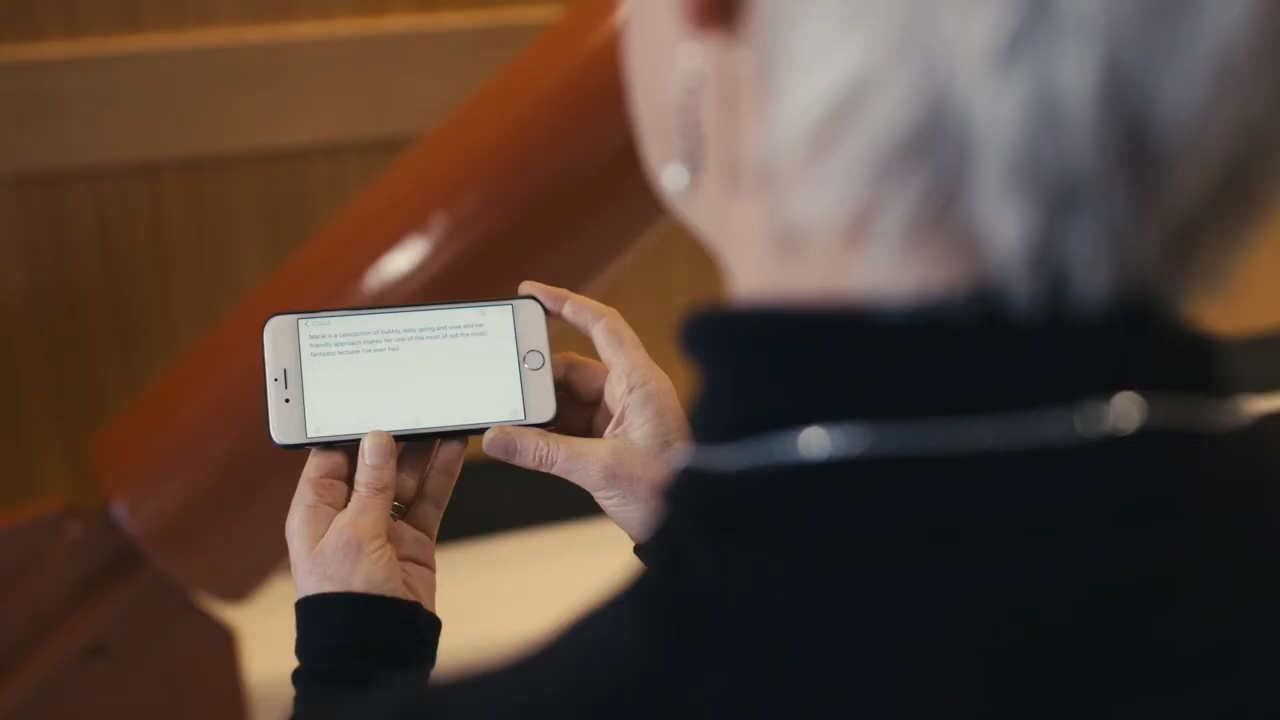 is a concoction of bubbly, easy-going and wise and her
friendly approach makes her one of the most (if not the most)
fantastic lecturer I've ever had